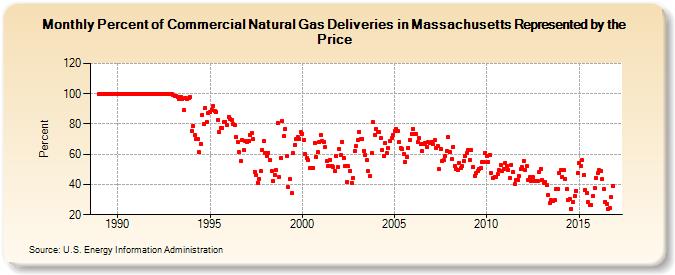 Monthly Percent of Commercial Natural Gas Deliveries in Massachusetts Represented by the
Price
Percent
120
100
80
60
40
20
1990 1995 2000 2005 2010 2015
Source: U.S. Energy Information Administration